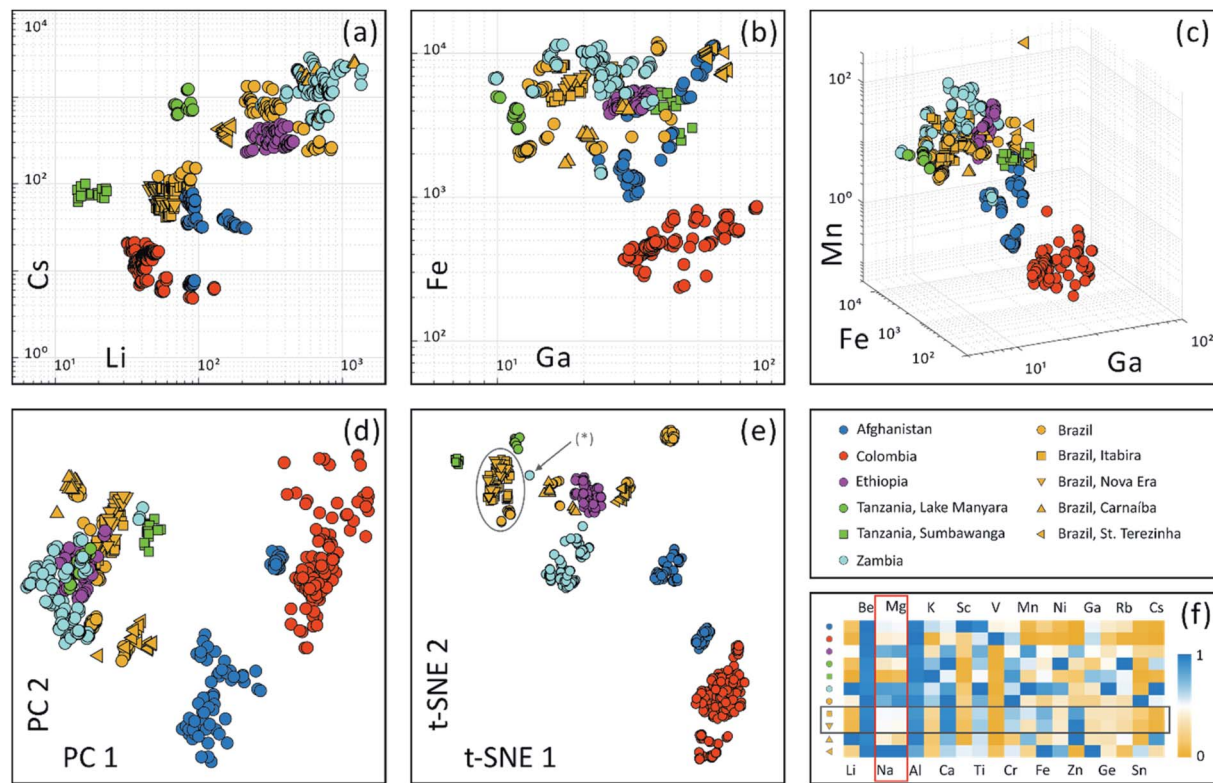 (a)
10⁴
10²
10⁰
Cs
Li
10¹
10²
10³
(b)
10⁴
10³
10²
Fe
Ga
10¹
10²
(c)
10²
10⁰
Mn
10⁴
10³
10²
Fe
10¹
10²
Ga
(d)
PC 2
PC 1
(e)
(*)
t-SNE 2
t-SNE 1
Afghanistan
Colombia
Ethiopia
Tanzania, Lake Manyara
Tanzania, Sumbawanga
Zambia
Brazil
Brazil, Itabira
Brazil, Nova Era
Brazil, Carnaíba
Brazil, St. Terezinha
(f)
Be Mg K Sc V Mn Ni Ga Rb Cs
1
0
Li Na Al Ca Ti Cr Fe Zn Ge Sn